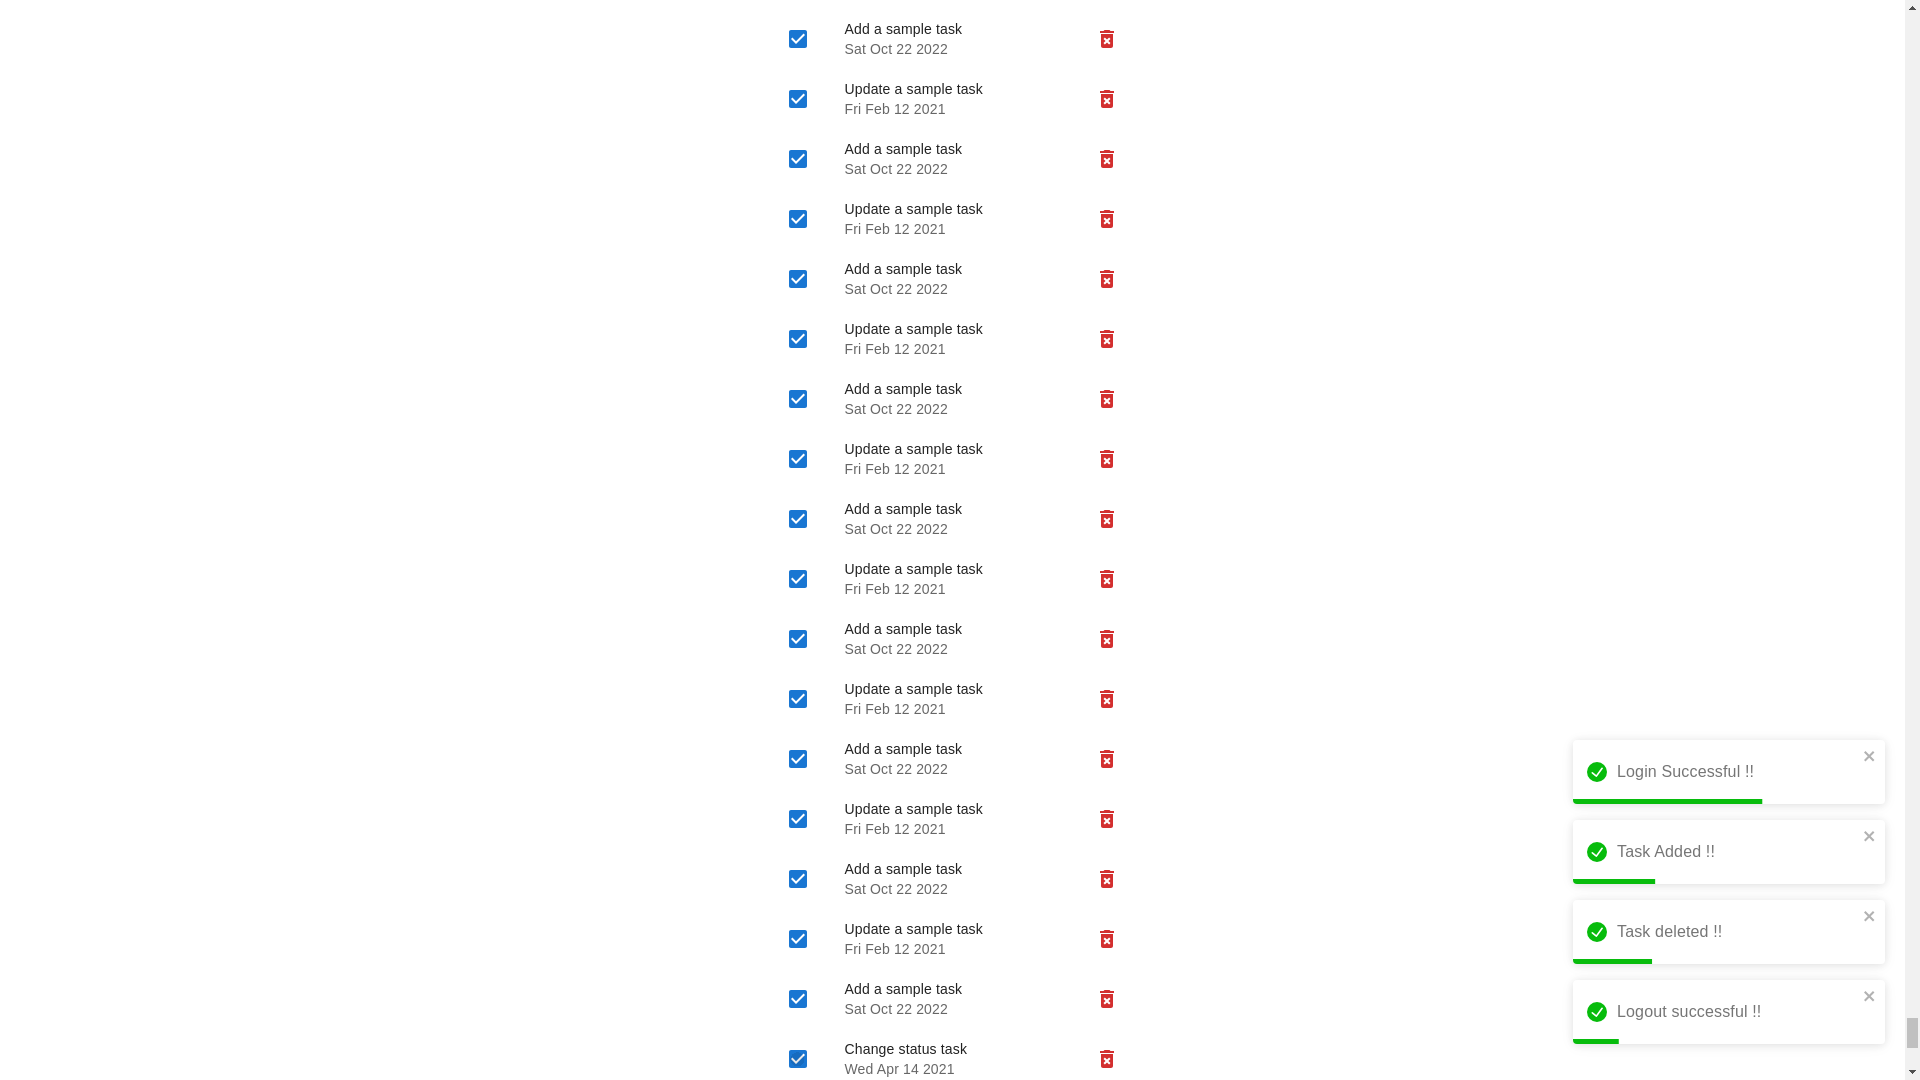 Add a sample task
Sat Oct 22 2022
Update a sample task
Fri Feb 12 2021
Add a sample task
Sat Oct 22 2022
Update a sample task
Fri Feb 12 2021
Add a sample task
Sat Oct 22 2022
Update a sample task
Fri Feb 12 2021
Add a sample task
Sat Oct 22 2022
Update a sample task
Fri Feb 12 2021
Add a sample task
Sat Oct 22 2022
Update a sample task
Fri Feb 12 2021
Add a sample task
Sat Oct 22 2022
Update a sample task
Fri Feb 12 2021
Add a sample task
Sat Oct 22 2022
Update a sample task
Fri Feb 12 2021
Add a sample task
Sat Oct 22 2022
Update a sample task
Fri Feb 12 2021
Add a sample task
Sat Oct 22 2022
Change status task
Wed Apr 14 2021
Login Successful !!
Task Added !!
Task deleted !!
Logout successful !!